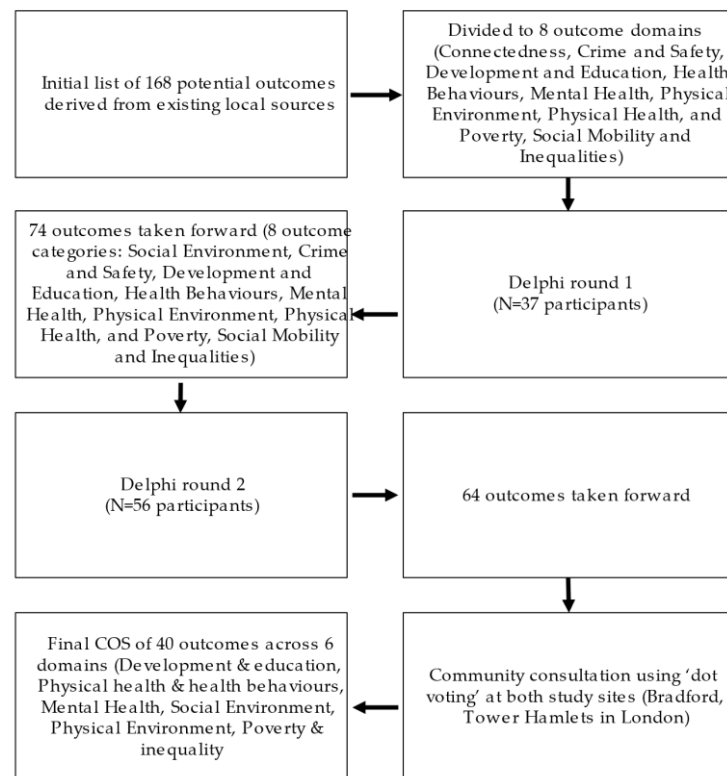 Initial list of 168 potential outcomes
derived from existing local sources
Divided to 8 outcome domains
(Connectedness, Crime and Safety,
Development and Education, Health
Behaviours, Mental Health, Physical
Environment, Physical Health, and
Poverty, Social Mobility and
Inequalities)
Delphi round 1
(N=37 participants)
74 outcomes taken forward (8 outcome
categories: Social Environment, Crime
and Safety, Development and
Education, Health Behaviours, Mental
Health, Physical Environment, Physical
Health, and Poverty, Social Mobility
and Inequalities)
Delphi round 2
(N=56 participants)
64 outcomes taken forward
Community consultation using ‘dot
voting’ at both study sites (Bradford,
Tower Hamlets in London)
Final COS of 40 outcomes across 6
domains (Development & education,
Physical health & health behaviours,
Mental Health, Social Environment,
Physical Environment, Poverty &
inequality